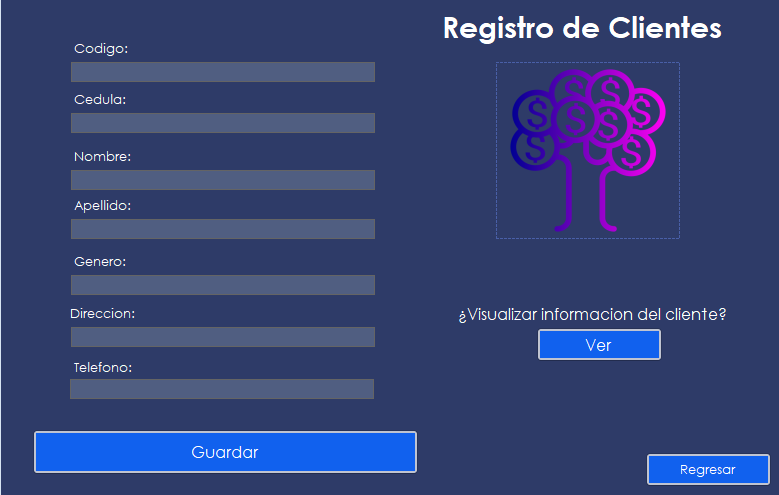 Registro de Clientes
Codigo:
Cedula:
Nombre:
Apellido:
Genero:
Direccion:
Telefono:
Guardar
$ $ $ $ $ $ $
¿Visualizar informacion del cliente?
Ver
Regresar